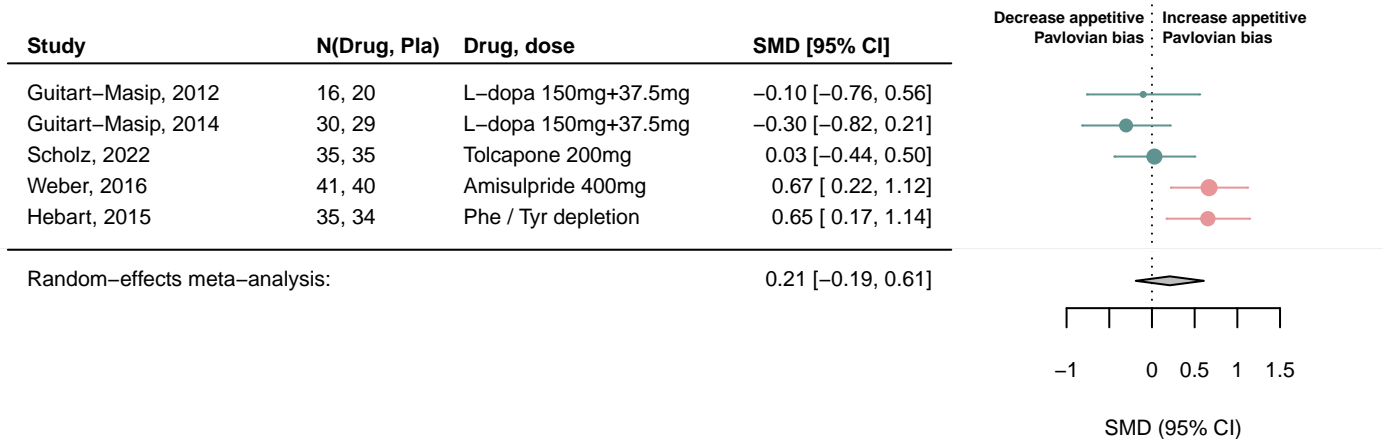 Decrease appetitive Increase appetitive
Pavlovian bias Pavlovian bias
Study N(Drug, Pla) Drug, dose SMD [95% CI]
Guitart−Masip, 2012 16, 20 L−dopa 150mg+37.5mg −0.10 [−0.76, 0.56]
Guitart−Masip, 2014 30, 29 L−dopa 150mg+37.5mg −0.30 [−0.82, 0.21]
Scholz, 2022 35, 35 Tolcapone 200mg 0.03 [−0.44, 0.50]
Weber, 2016 41, 40 Amisulpride 400mg 0.67 [ 0.22, 1.12]
Hebart, 2015 35, 34 Phe / Tyr depletion 0.65 [ 0.17, 1.14]
Random−effects meta−analysis: 0.21 [−0.19, 0.61]
−1 0 0.5 1 1.5
SMD (95% CI)